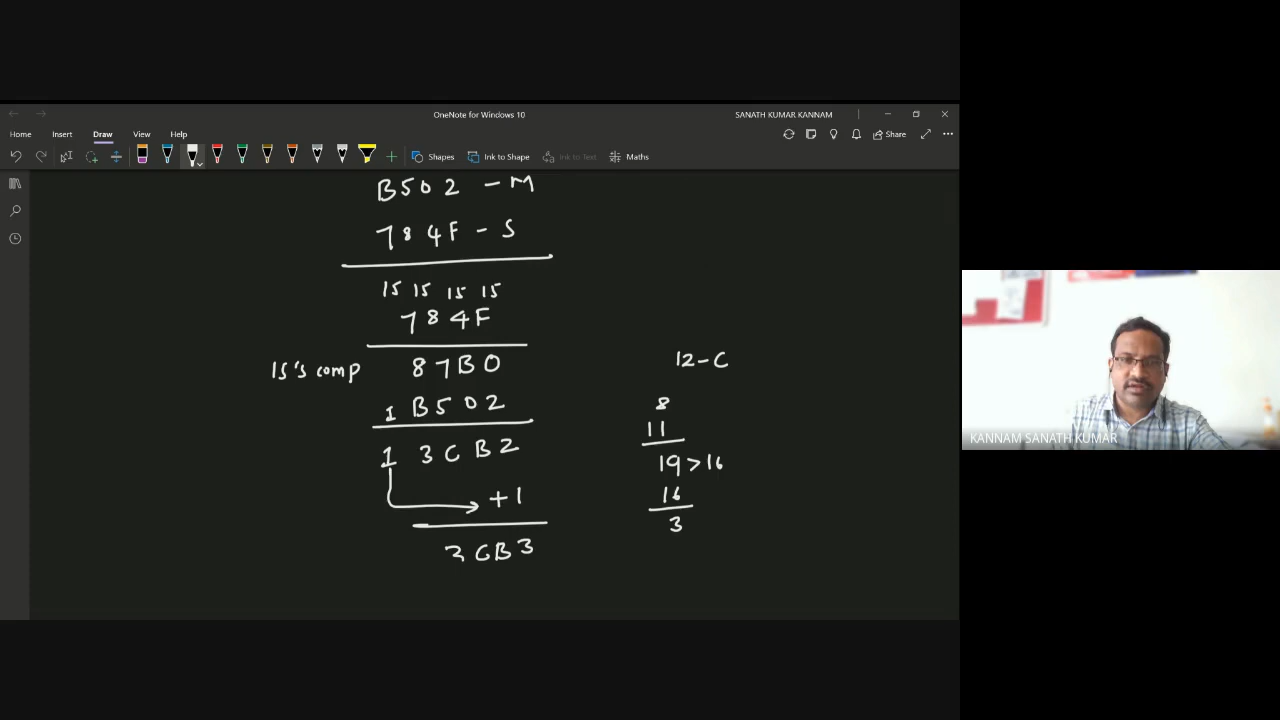 OneNote for Windows 10
SANATH KUMAR KANNAM
Home Insert Draw View Help
Share
Shapes Ink to Shape Ink to Text Maths
B502 - M
784F - S
15 15 15 15
784F
15's comp 87B0
1 B502
1 3CB2
+1
3CB3
12-C
8
11
19>16
16
3
KANNAM SANATH KUMAR